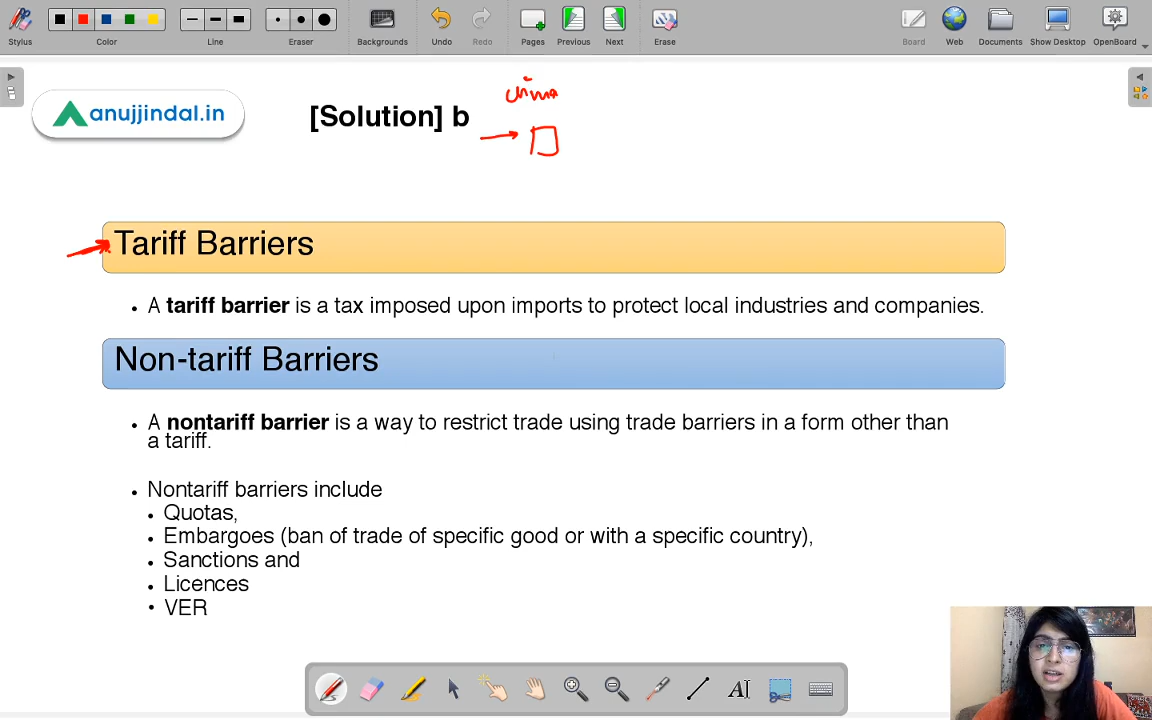 Stylus
Color
Line
Eraser
Backgrounds
Undo
Redo
Pages
Previous
Next
Erase
Board
Web
Documents
Show Desktop
OpenBoard
china
anujjindal.in
[Solution] b
Tariff Barriers
• A tariff barrier is a tax imposed upon imports to protect local industries and companies.
Non-tariff Barriers
• A nontariff barrier is a way to restrict trade using trade barriers in a form other than
a tariff.
• Nontariff barriers include
• Quotas,
• Embargoes (ban of trade of specific good or with a specific country),
• Sanctions and
• Licences
• VER